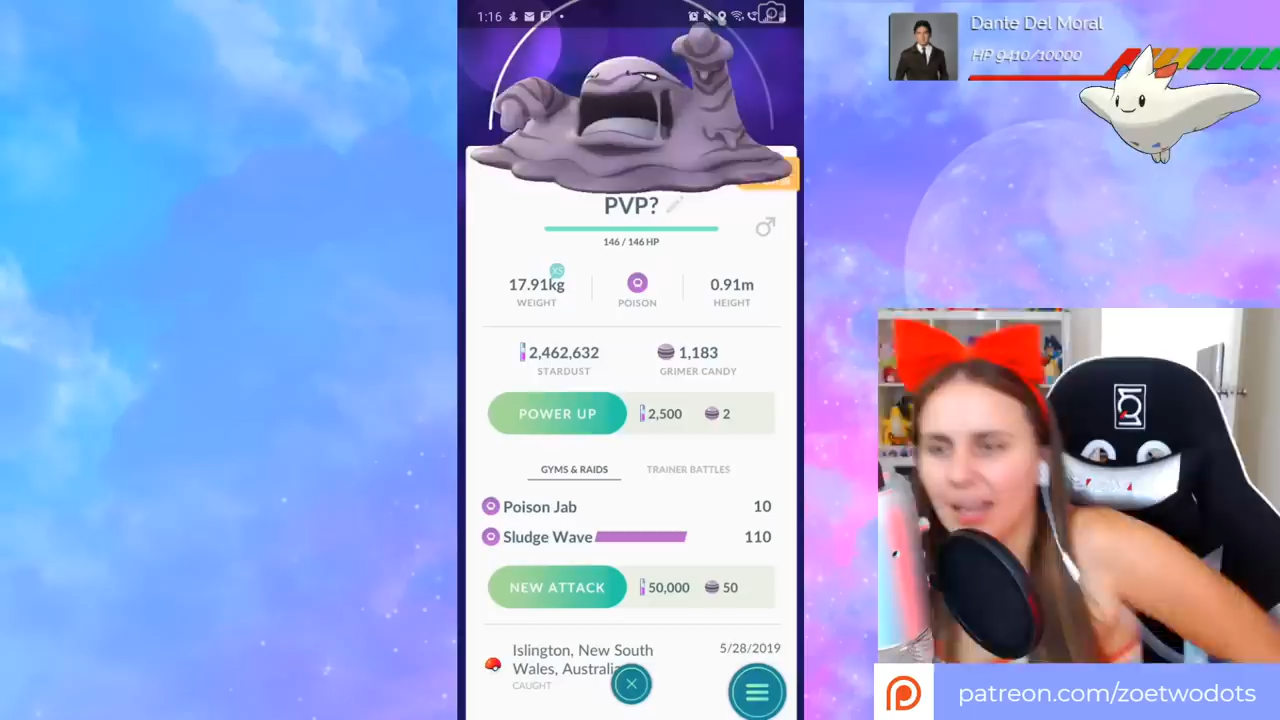 1:16
Dante Del Moral
HP 9410/10000
PVP?
146 / 146 HP
XS
17.91kg
WEIGHT
POISON
0.91m
HEIGHT
2,462,632
STARDUST
1,183
GRIMER CANDY
POWER UP
2,500
2
GYMS & RAIDS
TRAINER BATTLES
Poison Jab
10
Sludge Wave
110
NEW ATTACK
50,000
50
Islington, New South
Wales, Australia
5/28/2019
CAUGHT
patreon.com/zoetwodots